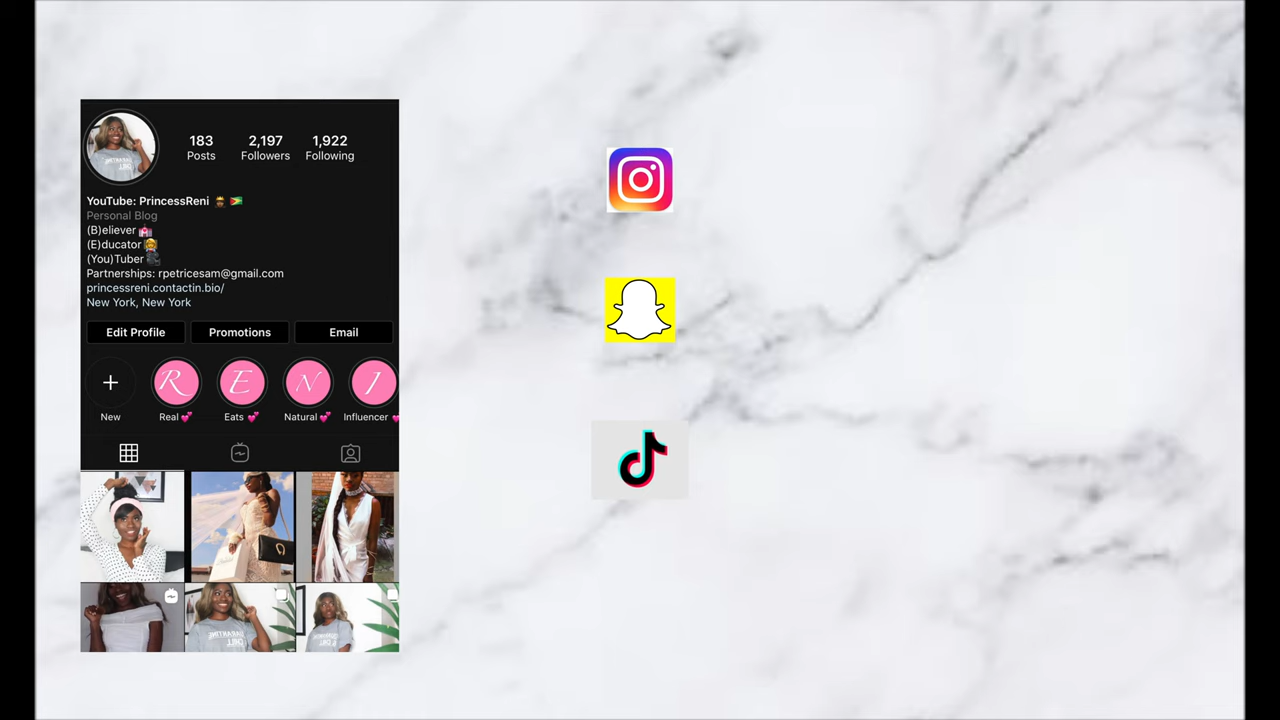 183 2,197 1,922
Posts Followers Following
YouTube: PrincessReni
Personal Blog
(B)eliever
(E)ducator
(You)Tuber
Partnerships: rpetricesam@gmail.com
princessreni.contactin.bio/
New York, New York
Edit Profile Promotions Email
R E N I
New Real Eats Natural Influencer